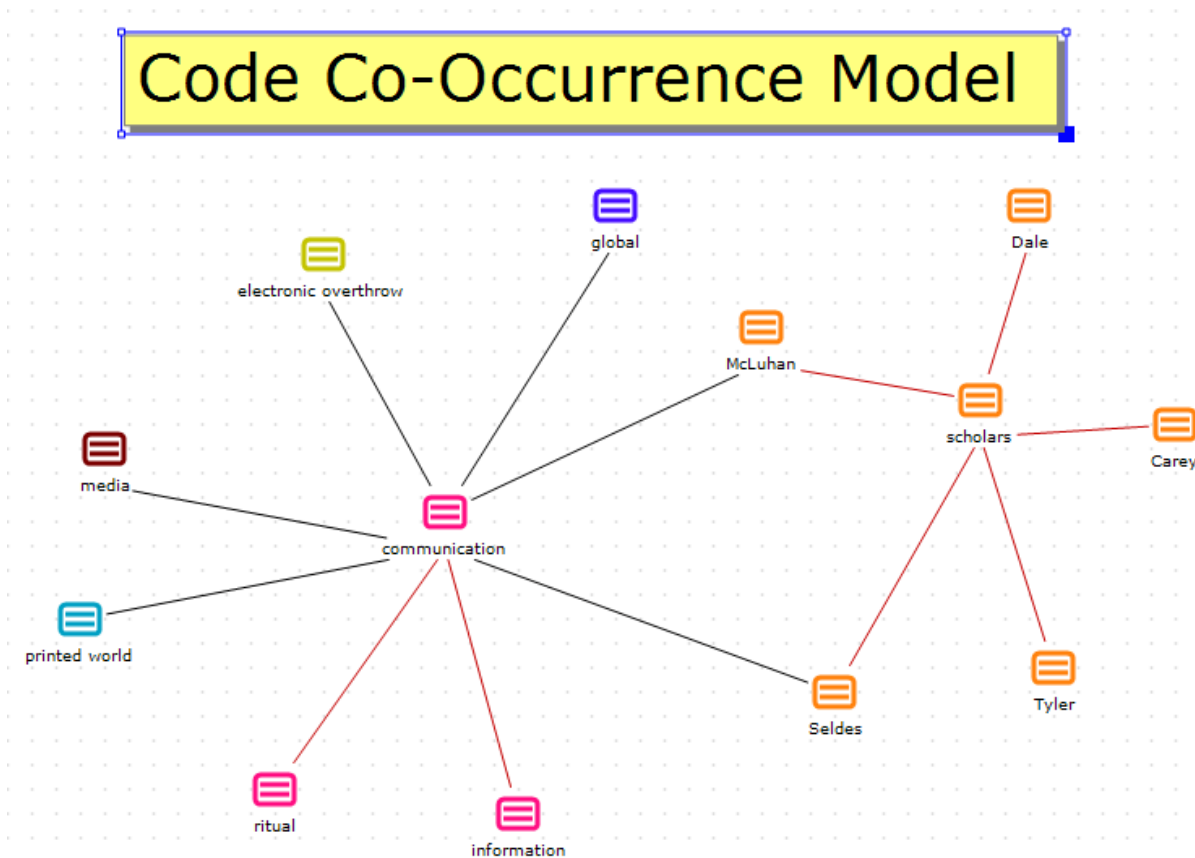 Code Co-Occurrence Model
global
Dale
electronic overthrow
McLuhan
scholars
Carey
media
communication
printed world
Tyler
Seldes
ritual
information